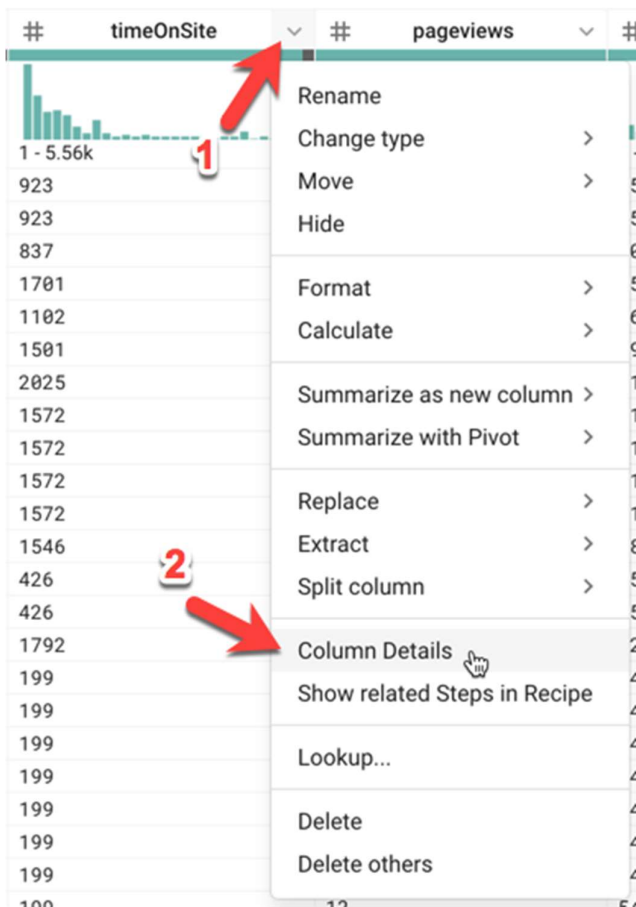 # timeOnSite # pageviews #
1 - 5.56k
923
923
837
1701
1102
1501
2025
1572
1572
1572
1572
1546
426
426
1792
199
199
199
199
199
199
199
1
2
Rename
Change type
Move
Hide
Format
Calculate
Summarize as new column
Summarize with Pivot
Replace
Extract
Split column
Column Details
Show related Steps in Recipe
Lookup...
Delete
Delete others